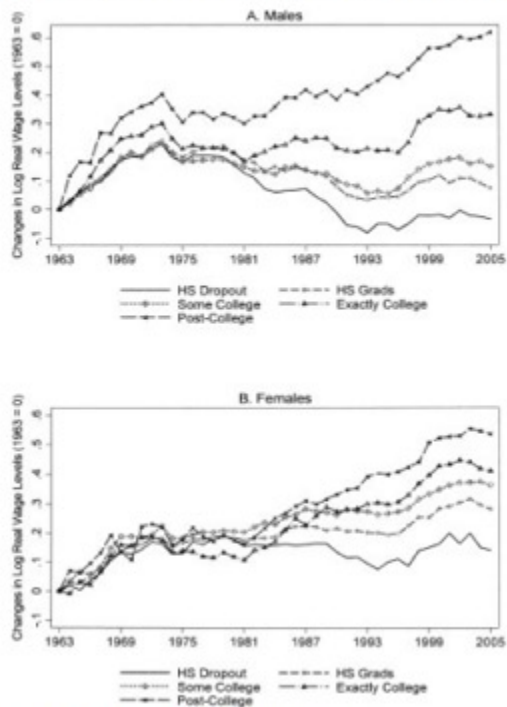 A. Males
Changes in Log Real Wage Levels (1963 = 0)
.6
.5
.4
.3
.2
.1
0
-.1
1963 1969 1975 1981 1987 1993 1999 2005
HS Dropout HS Grads
Some College Exactly College
Post-College
B. Females
Changes in Log Real Wage Levels (1963 = 0)
.6
.5
.4
.3
.2
.1
0
-.1
1963 1969 1975 1981 1987 1993 1999 2005
HS Dropout HS Grads
Some College Exactly College
Post-College